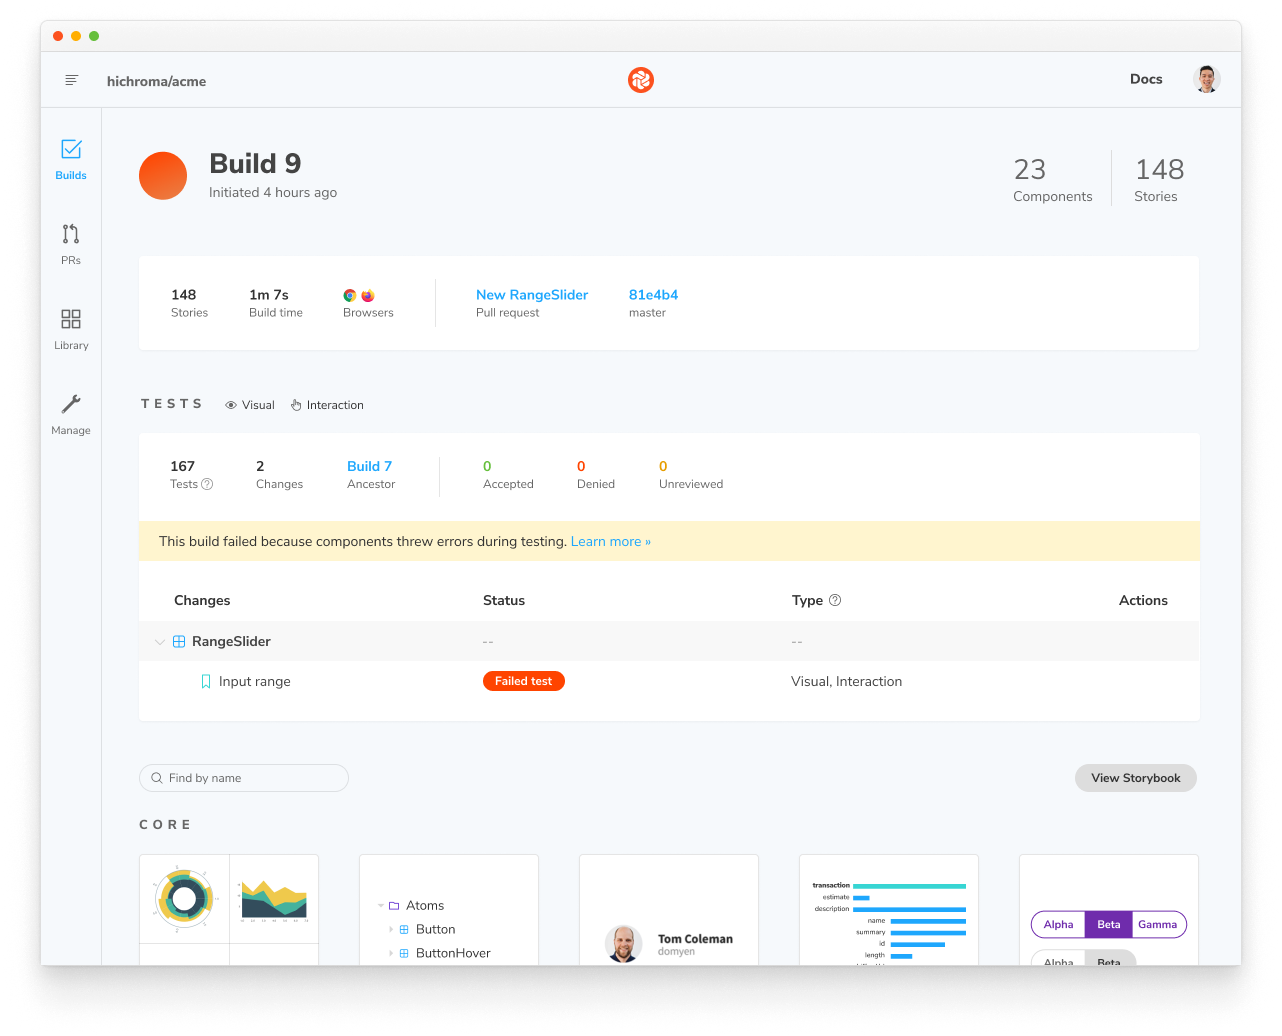 hichroma/acme
Docs
Builds
PRs
Library
Manage
Build 9
Initiated 4 hours ago
23
Components
148
Stories
148
Stories
1m 7s
Build time
Browsers
New RangeSlider
Pull request
81e4b4
master
TESTS
Visual
Interaction
167
Tests
2
Changes
Build 7
Ancestor
0
Accepted
0
Denied
0
Unreviewed
This build failed because components threw errors during testing. Learn more »
Changes Status Type Actions
RangeSlider -- --
Input range Failed test Visual, Interaction
Find by name
View Storybook
CORE
Atoms
Button
ButtonHover
Tom Coleman
domyen
transaction
estimate
description
name
summary
id
length
Alpha Beta Gamma
Alpha Beta